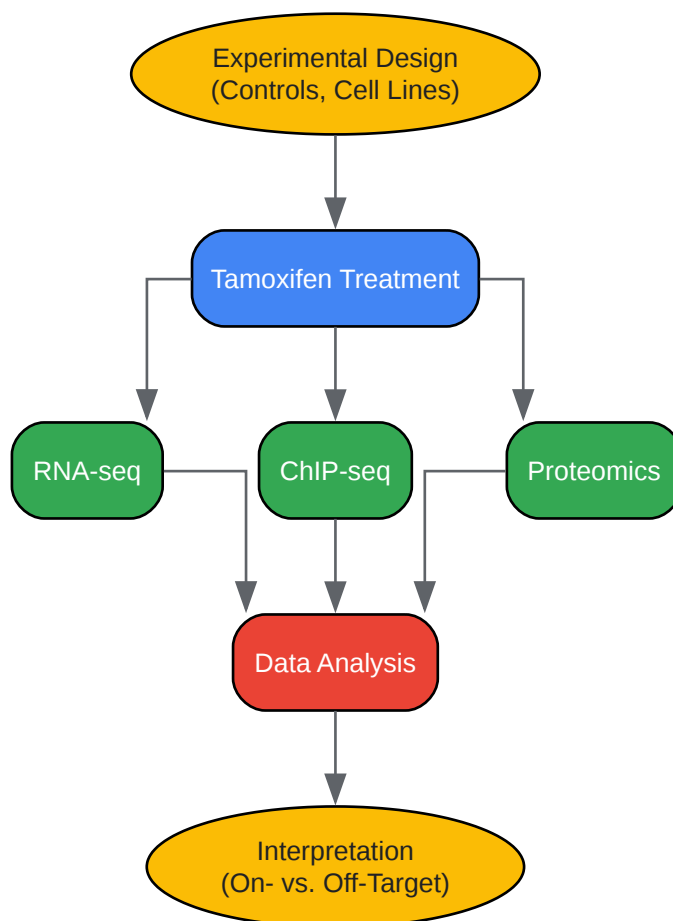 Experimental Design
(Controls, Cell Lines)
Tamoxifen Treatment
RNA-seq
ChIP-seq
Proteomics
Data Analysis
Interpretation
(On- vs. Off-Target)